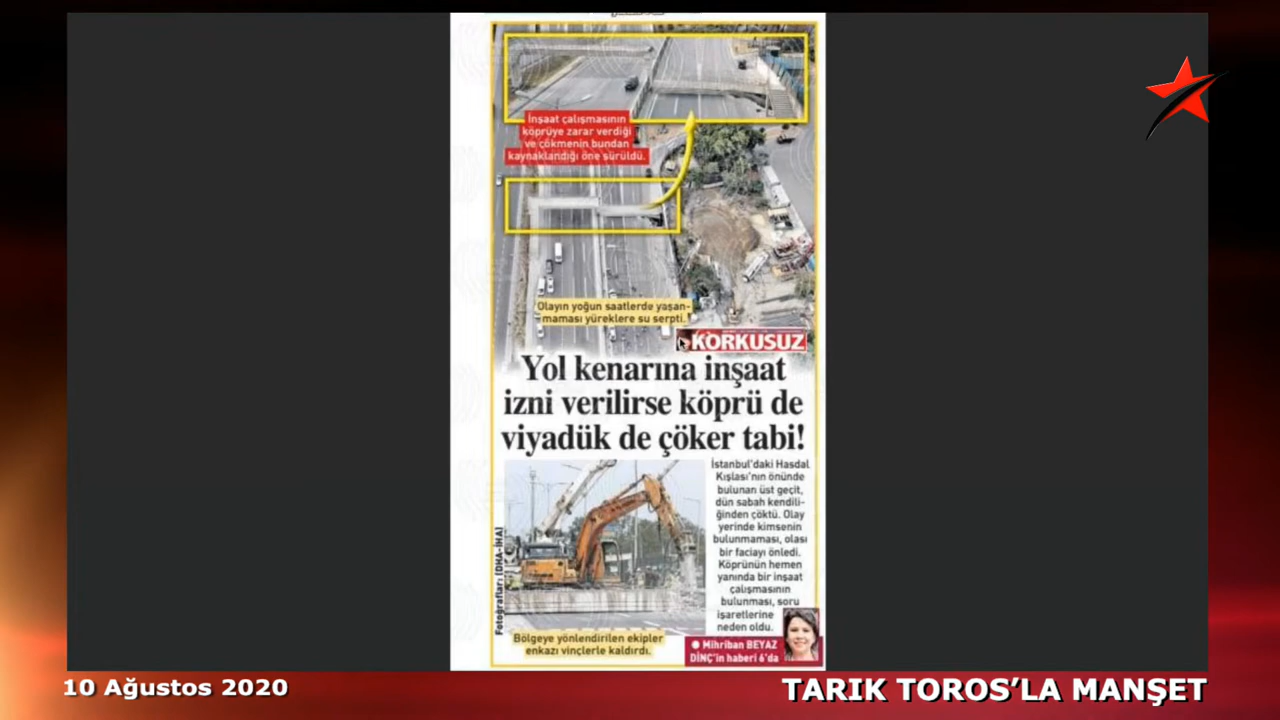 İnşaat çalışmasının
köprüye zarar verdiği
ve çökmenin bundan
kaynaklandığı öne sürüldü.
Olayın yoğun saatlerde yaşan-
maması yüreklere su serpti.
KORKUSUZ
Yol kenarına inşaat
izni verilirse köprü de
viyadük de çöker tabi!
İstanbul'daki Hasdal
Kışlası'nın önünde
bulunan üst geçit,
dün sabah kendili-
ğinden çöktü. Olay
yerinde kimsenin
bulunmaması, olası
bir faciayı önledi.
Köprünün hemen
yanında bir inşaat
çalışmasının
bulunması, soru
işaretlerine
neden oldu.
Fotoğraflar: (DHA-İHA)
Bölgeye yönlendirilen ekipler
enkazı vinçlerle kaldırdı.
● Mihriban BEYAZ
DİNÇ'in haberi 6'da
10 Ağustos 2020
TARIK TOROS’LA MANŞET